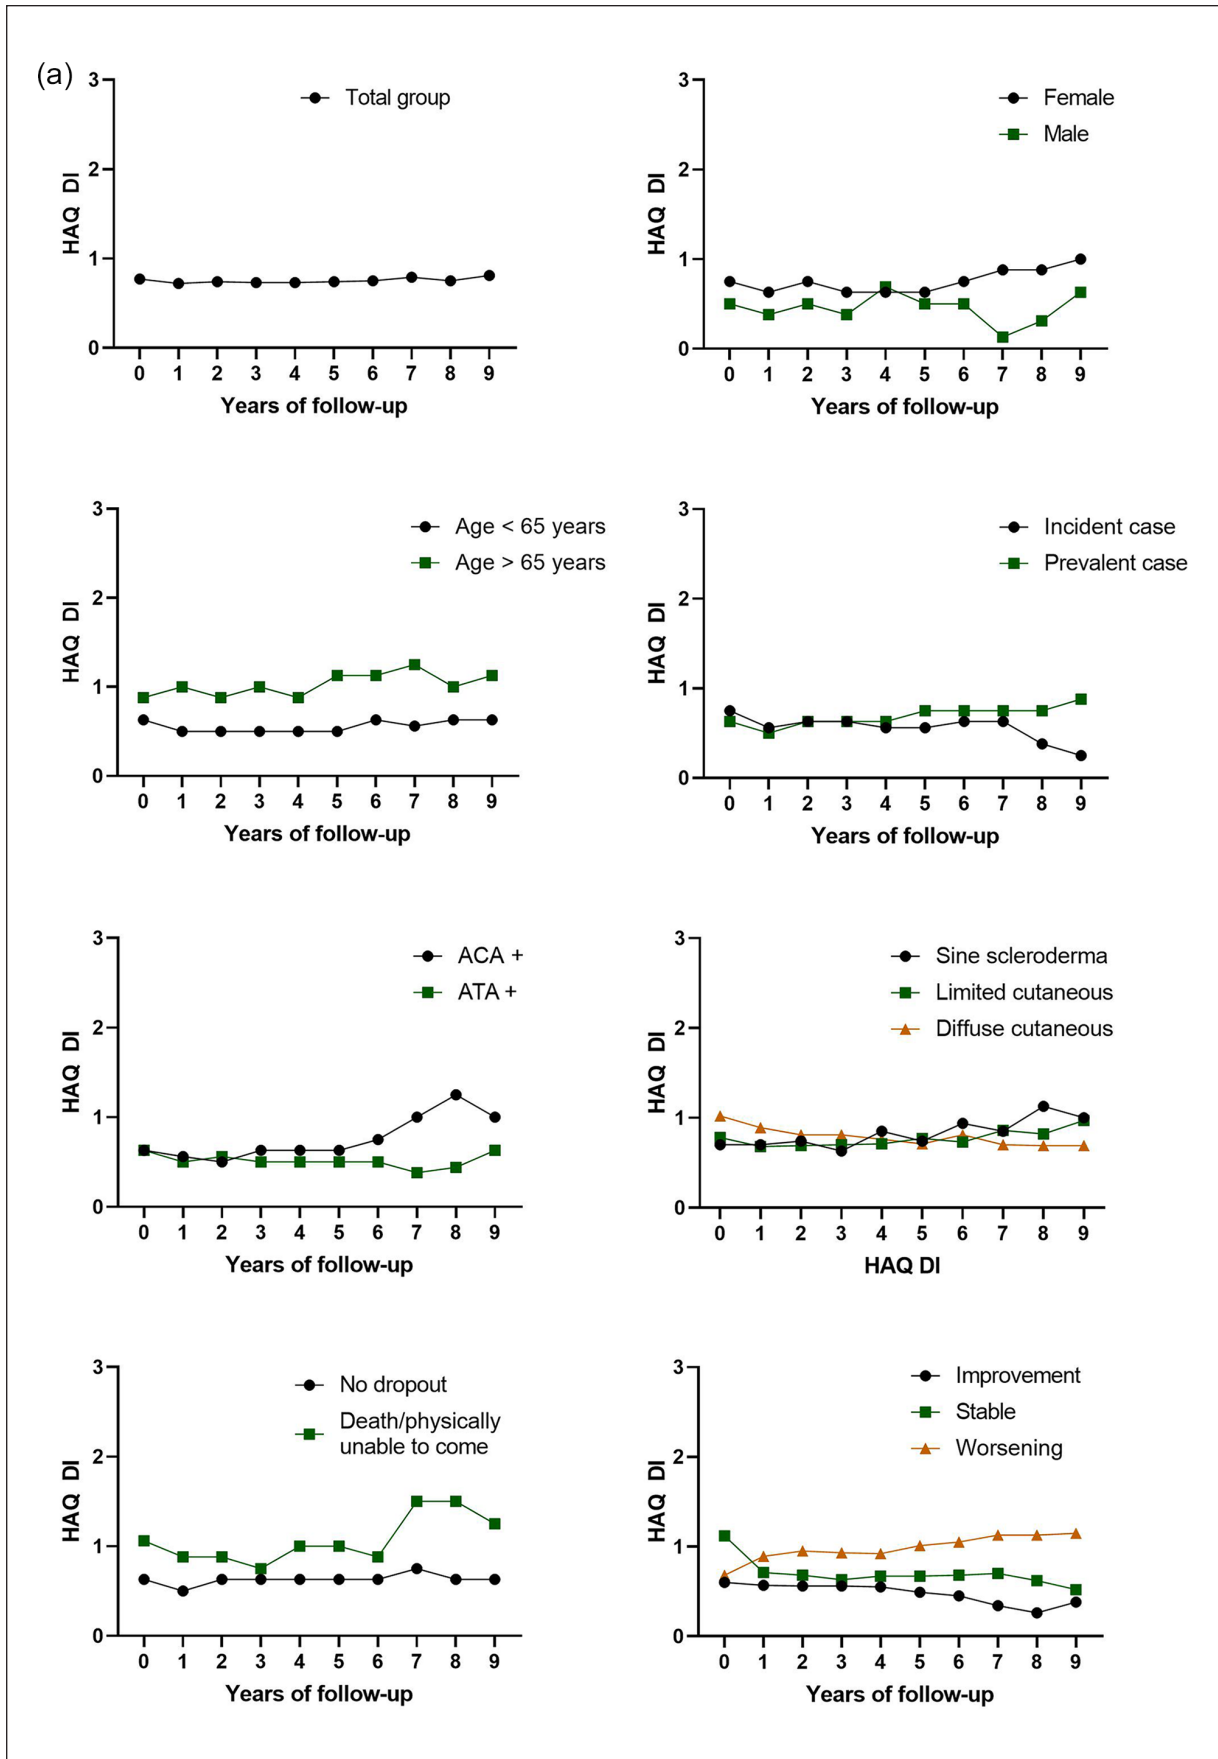 (a)
Total group
3
2
1
0
HAQ DI
0 1 2 3 4 5 6 7 8 9
Years of follow-up
Female
Male
3
2
1
0
HAQ DI
0 1 2 3 4 5 6 7 8 9
Years of follow-up
Age < 65 years
Age > 65 years
3
2
1
0
HAQ DI
0 1 2 3 4 5 6 7 8 9
Years of follow-up
Incident case
Prevalent case
3
2
1
0
HAQ DI
0 1 2 3 4 5 6 7 8 9
Years of follow-up
ACA +
ATA +
3
2
1
0
HAQ DI
0 1 2 3 4 5 6 7 8 9
Years of follow-up
Sine scleroderma
Limited cutaneous
Diffuse cutaneous
3
2
1
0
HAQ DI
0 1 2 3 4 5 6 7 8 9
HAQ DI
No dropout
Death/physically
unable to come
3
2
1
0
HAQ DI
0 1 2 3 4 5 6 7 8 9
Years of follow-up
Improvement
Stable
Worsening
3
2
1
0
HAQ DI
0 1 2 3 4 5 6 7 8 9
Years of follow-up